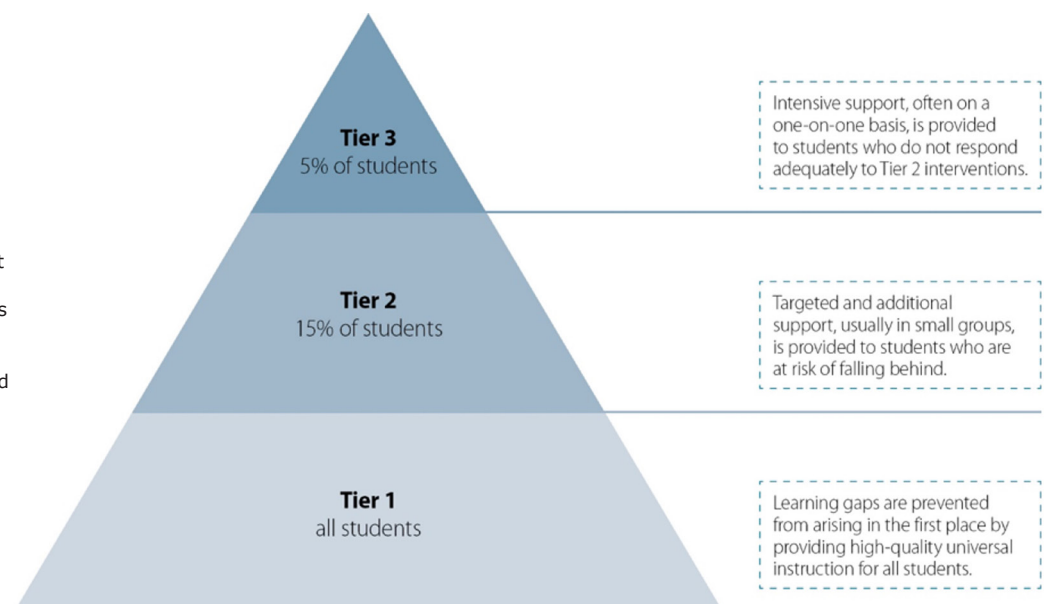 Tier 3
5% of students
Intensive support, often on a
one-on-one basis, is provided
to students who do not respond
adequately to Tier 2 interventions.
t
s
d
Tier 2
15% of students
Targeted and additional
support, usually in small groups,
is provided to students who are
at risk of falling behind.
Tier 1
all students
Learning gaps are prevented
from arising in the first place by
providing high-quality universal
instruction for all students.